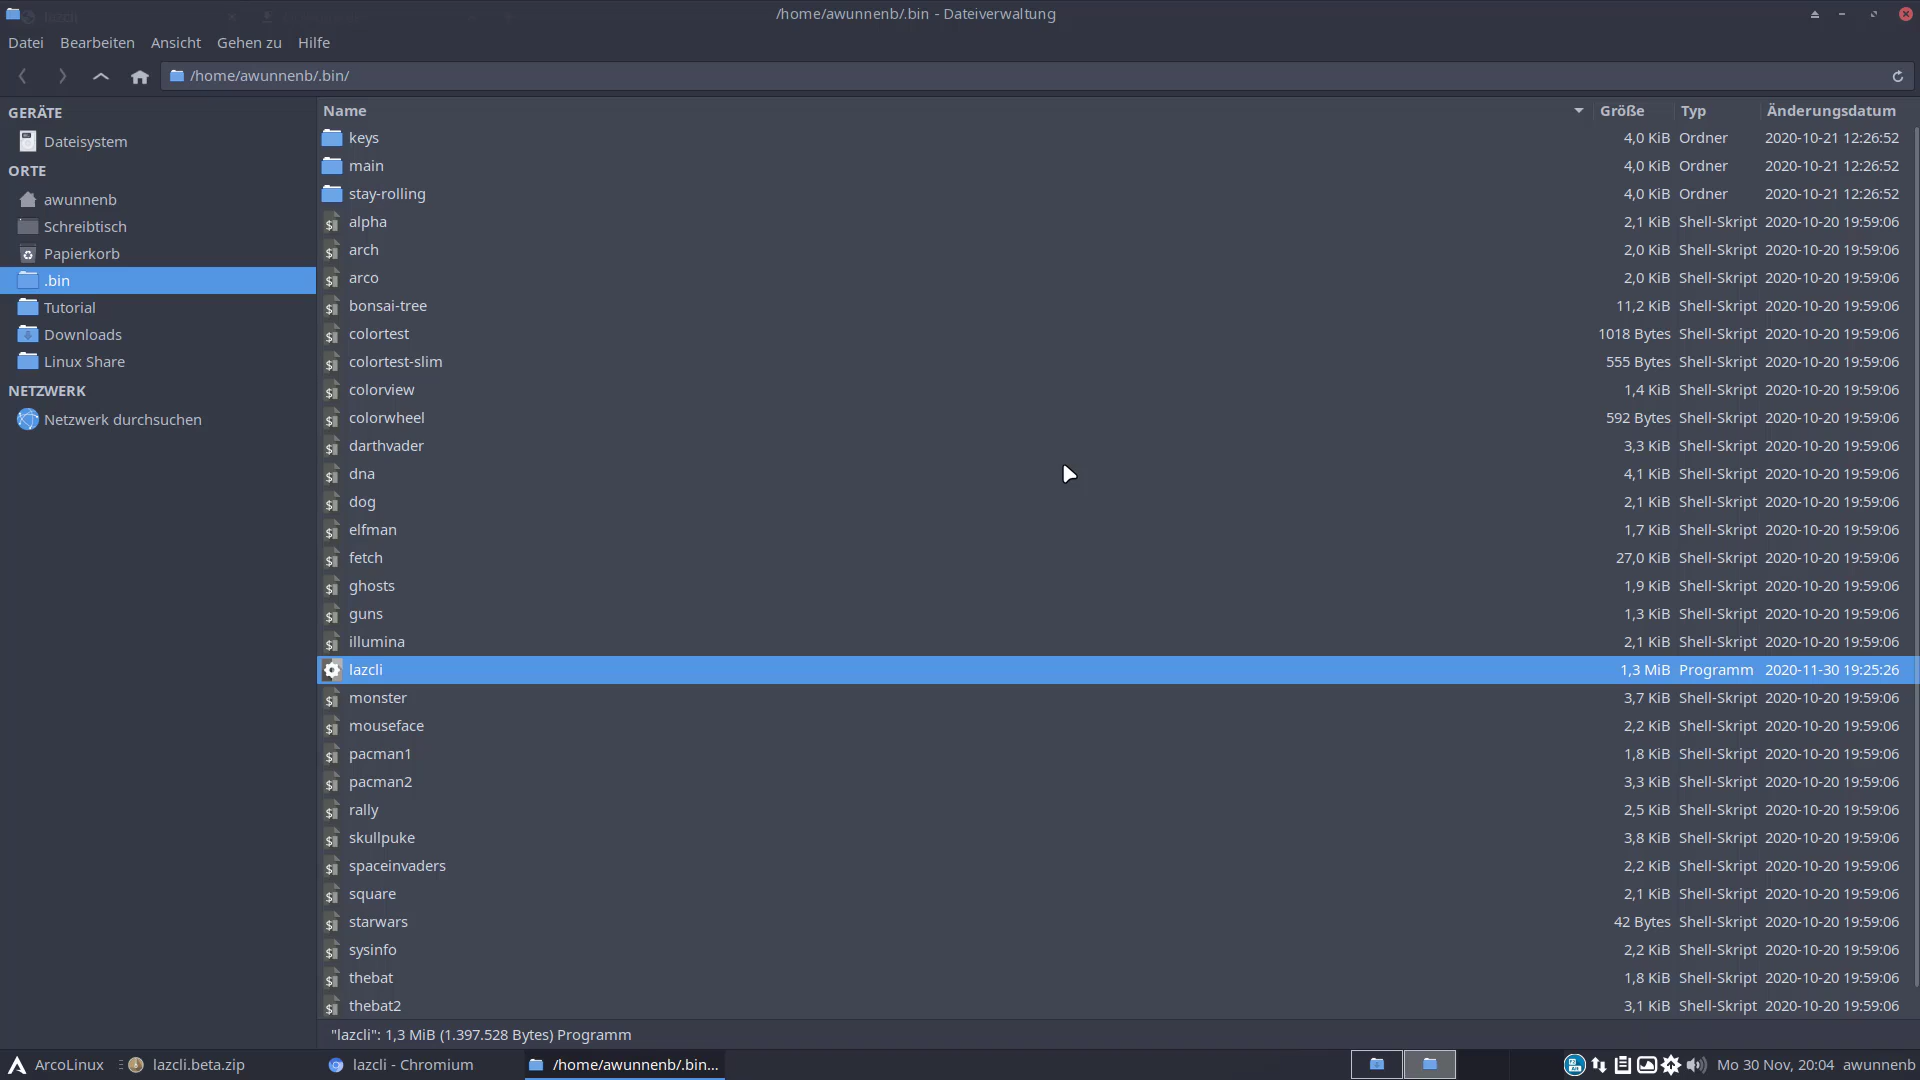 /home/awunnenb/.bin - Dateiverwaltung
Datei Bearbeiten Ansicht Gehen zu Hilfe
/home/awunnenb/.bin/
GERÄTE
Dateisystem
ORTE
awunnenb
Schreibtisch
Papierkorb
.bin
Tutorial
Downloads
Linux Share
NETZWERK
Netzwerk durchsuchen
Name Größe Typ Änderungsdatum
keys 4,0 KiB Ordner 2020-10-21 12:26:52
main 4,0 KiB Ordner 2020-10-21 12:26:52
stay-rolling 4,0 KiB Ordner 2020-10-21 12:26:52
alpha 2,1 KiB Shell-Skript 2020-10-20 19:59:06
arch 2,0 KiB Shell-Skript 2020-10-20 19:59:06
arco 2,0 KiB Shell-Skript 2020-10-20 19:59:06
bonsai-tree 11,2 KiB Shell-Skript 2020-10-20 19:59:06
colortest 1018 Bytes Shell-Skript 2020-10-20 19:59:06
colortest-slim 555 Bytes Shell-Skript 2020-10-20 19:59:06
colorview 1,4 KiB Shell-Skript 2020-10-20 19:59:06
colorwheel 592 Bytes Shell-Skript 2020-10-20 19:59:06
darthvader 3,3 KiB Shell-Skript 2020-10-20 19:59:06
dna 4,1 KiB Shell-Skript 2020-10-20 19:59:06
dog 2,1 KiB Shell-Skript 2020-10-20 19:59:06
elfman 1,7 KiB Shell-Skript 2020-10-20 19:59:06
fetch 27,0 KiB Shell-Skript 2020-10-20 19:59:06
ghosts 1,9 KiB Shell-Skript 2020-10-20 19:59:06
guns 1,3 KiB Shell-Skript 2020-10-20 19:59:06
illumina 2,1 KiB Shell-Skript 2020-10-20 19:59:06
lazcli 1,3 MiB Programm 2020-11-30 19:25:26
monster 3,7 KiB Shell-Skript 2020-10-20 19:59:06
mouseface 2,2 KiB Shell-Skript 2020-10-20 19:59:06
pacman1 1,8 KiB Shell-Skript 2020-10-20 19:59:06
pacman2 3,3 KiB Shell-Skript 2020-10-20 19:59:06
rally 2,5 KiB Shell-Skript 2020-10-20 19:59:06
skullpuke 3,8 KiB Shell-Skript 2020-10-20 19:59:06
spaceinvaders 2,2 KiB Shell-Skript 2020-10-20 19:59:06
square 2,1 KiB Shell-Skript 2020-10-20 19:59:06
starwars 42 Bytes Shell-Skript 2020-10-20 19:59:06
sysinfo 2,2 KiB Shell-Skript 2020-10-20 19:59:06
thebat 1,8 KiB Shell-Skript 2020-10-20 19:59:06
thebat2 3,1 KiB Shell-Skript 2020-10-20 19:59:06
"lazcli": 1,3 MiB (1.397.528 Bytes) Programm
ArcoLinux lazcli.beta.zip lazcli - Chromium /home/awunnenb/.bin... Mo 30 Nov, 20:04 awunnenb